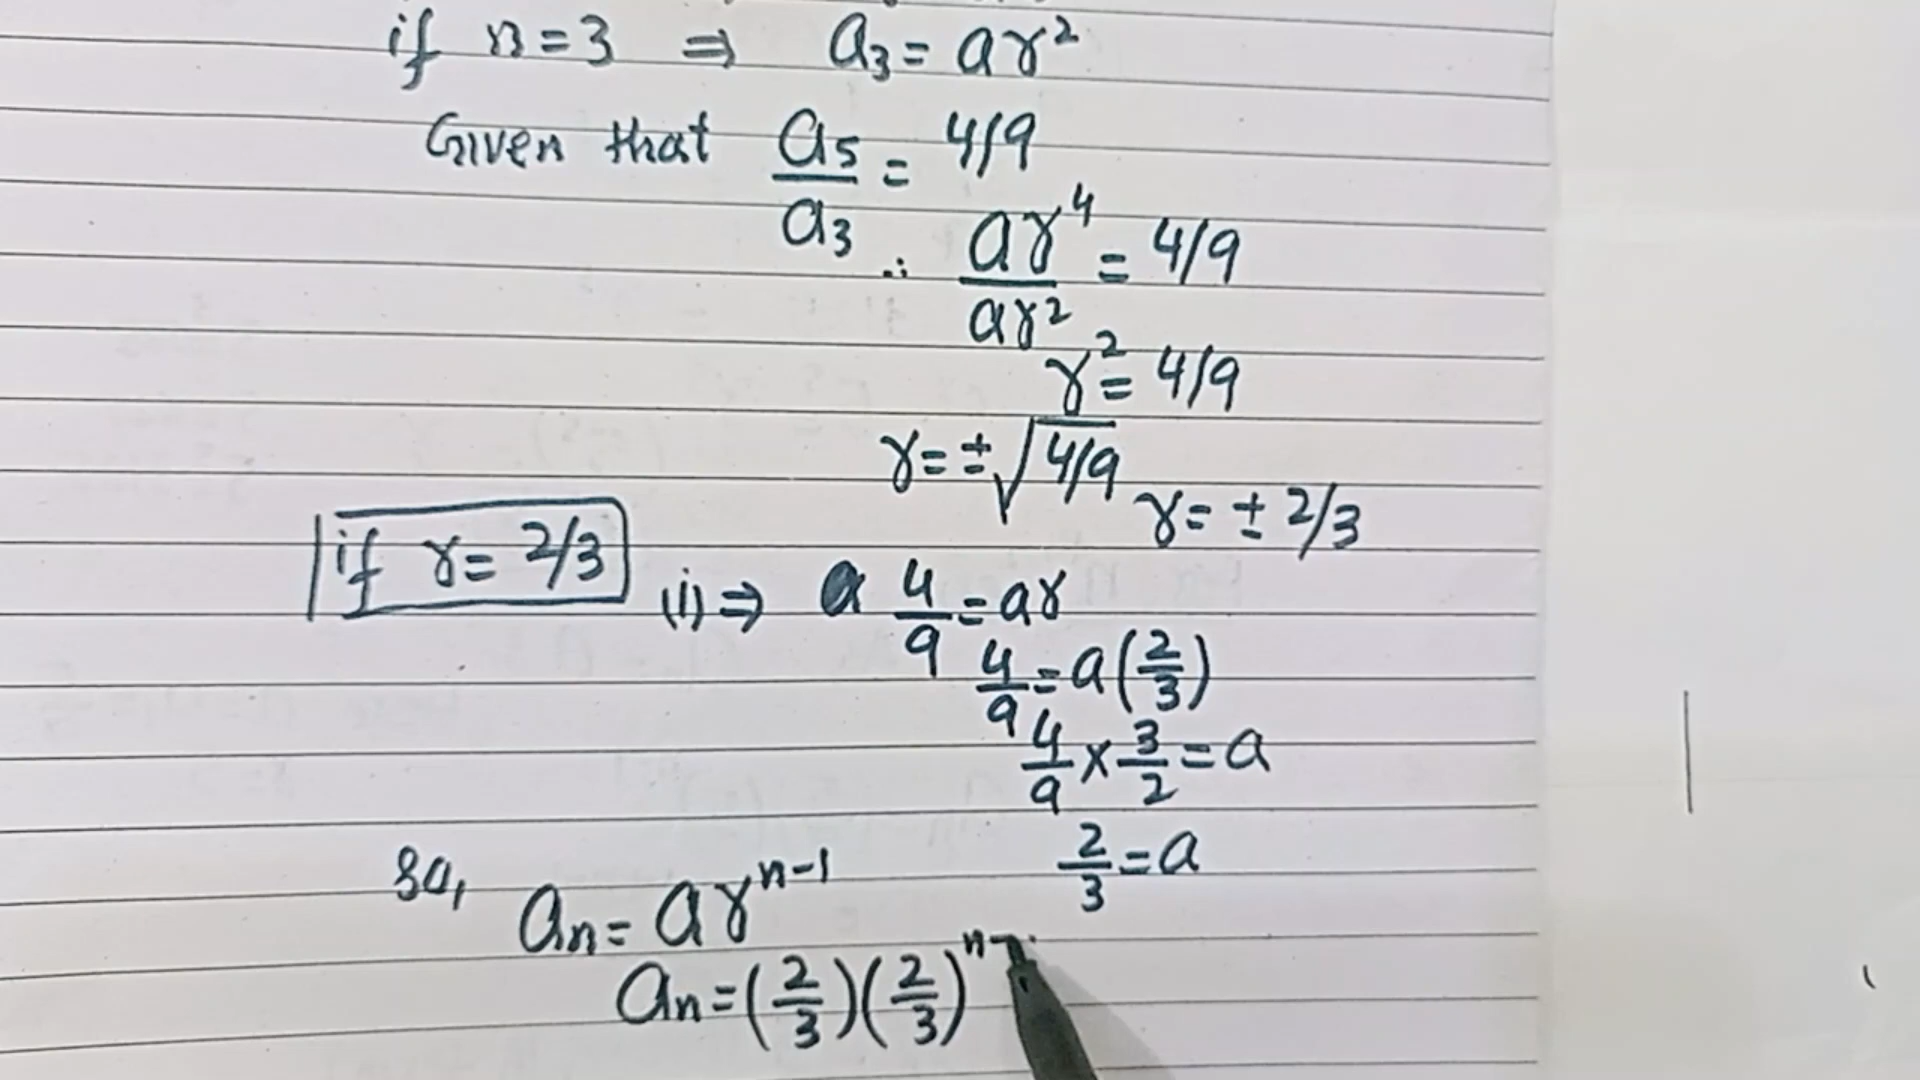 if n=3 ⇒ a₃ = ar²
Given that a₅/a₃ = 4/9
∴ ar⁴/ar² = 4/9
r² = 4/9
r = ±√4/9 r = ± 2/3
if r = 2/3 (i) ⇒ a 4/9 = ar
4/9 = a(2/3)
4/9 × 3/2 = a
2/3 = a
So, aₙ = ar^(n-1)
aₙ = (2/3)(2/3)^(n-